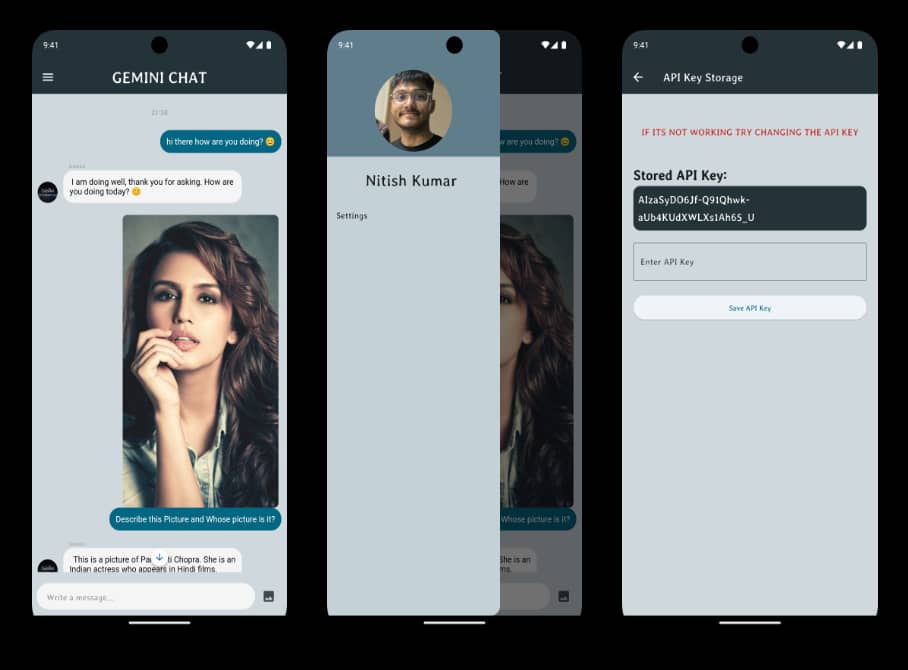 9:41
GEMINI CHAT
hi there how are you doing? 😊
I am doing well, thank you for asking. How are
you doing today? 😊
Describe this Picture and Whose picture is it?
This is a picture of Pa ti Chopra. She is an
Indian actress who appears in Hindi films.
Write a message...
9:41
Nitish Kumar
Settings
w are you doing? 😊
How are
Whose picture is it?
She is an
ms.
9:41
API Key Storage
IF ITS NOT WORKING TRY CHANGING THE API KEY
Stored API Key:
AIzaSyDO6Jf-Q91Qhwk-
aUb4KUdXWLXs1Ah65_U
Enter API Key
Save API Key